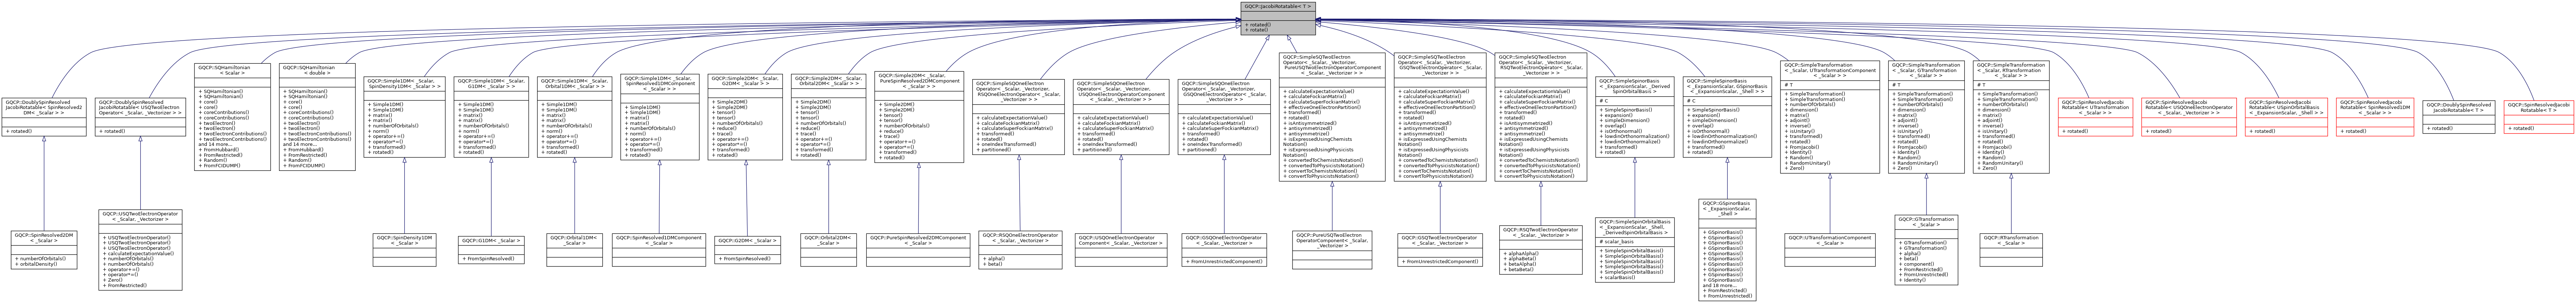 GQCP::JacobiRotatable< T >
+ rotated()
+ rotate()
GQCP::DoublySpinResolved
JacobiRotatable< SpinResolved2
DM< _Scalar > >
+ rotated()
GQCP::DoublySpinResolved
JacobiRotatable< USQTwoElectron
Operator< _Scalar, _Vectorizer > >
+ rotated()
GQCP::SQHamiltonian
< Scalar >
+ SQHamiltonian()
+ SQHamiltonian()
+ core()
+ core()
+ coreContributions()
+ coreContributions()
+ twoElectron()
+ twoElectron()
+ twoElectronContributions()
+ twoElectronContributions()
and 14 more...
+ FromHubbard()
+ FromRestricted()
+ Random()
+ FromFCIDUMP()
GQCP::SQHamiltonian
< double >
+ SQHamiltonian()
+ SQHamiltonian()
+ core()
+ core()
+ coreContributions()
+ coreContributions()
+ twoElectron()
+ twoElectron()
+ twoElectronContributions()
+ twoElectronContributions()
and 14 more...
+ FromHubbard()
+ FromRestricted()
+ Random()
+ FromFCIDUMP()
GQCP::Simple1DM< _Scalar,
SpinDensity1DM< _Scalar > >
+ Simple1DM()
+ Simple1DM()
+ matrix()
+ matrix()
+ numberOfOrbitals()
+ norm()
+ operator+=()
+ operator*=()
+ transformed()
+ rotated()
GQCP::Simple1DM< _Scalar,
G1DM< _Scalar > >
+ Simple1DM()
+ Simple1DM()
+ matrix()
+ matrix()
+ numberOfOrbitals()
+ norm()
+ operator+=()
+ operator*=()
+ transformed()
+ rotated()
GQCP::Simple1DM< _Scalar,
Orbital1DM< _Scalar > >
+ Simple1DM()
+ Simple1DM()
+ matrix()
+ matrix()
+ numberOfOrbitals()
+ norm()
+ operator+=()
+ operator*=()
+ transformed()
+ rotated()
GQCP::Simple1DM< _Scalar,
SpinResolved1DMComponent
< _Scalar > >
+ Simple1DM()
+ Simple1DM()
+ matrix()
+ matrix()
+ numberOfOrbitals()
+ norm()
+ operator+=()
+ operator*=()
+ transformed()
+ rotated()
GQCP::Simple2DM< _Scalar,
G2DM< _Scalar > >
+ Simple2DM()
+ Simple2DM()
+ tensor()
+ tensor()
+ numberOfOrbitals()
+ reduce()
+ trace()
+ operator+=()
+ operator*=()
+ transformed()
+ rotated()
GQCP::Simple2DM< _Scalar,
Orbital2DM< _Scalar > >
+ Simple2DM()
+ Simple2DM()
+ tensor()
+ tensor()
+ numberOfOrbitals()
+ reduce()
+ trace()
+ operator+=()
+ operator*=()
+ transformed()
+ rotated()
GQCP::Simple2DM< _Scalar,
PureSpinResolved2DMComponent
< _Scalar > >
+ Simple2DM()
+ Simple2DM()
+ tensor()
+ tensor()
+ numberOfOrbitals()
+ reduce()
+ trace()
+ operator+=()
+ operator*=()
+ transformed()
+ rotated()
GQCP::SimpleSQOneElectron
Operator< _Scalar, _Vectorizer,
RSQOneElectronOperator< _Scalar,
_Vectorizer > >
+ calculateExpectationValue()
+ calculateFockianMatrix()
+ calculateSuperFockianMatrix()
+ transformed()
+ rotated()
+ oneIndexTransformed()
+ partitioned()
GQCP::SimpleSQOneElectron
Operator< _Scalar, _Vectorizer,
USQOneElectronOperatorComponent
< _Scalar, _Vectorizer > >
+ calculateExpectationValue()
+ calculateFockianMatrix()
+ calculateSuperFockianMatrix()
+ transformed()
+ rotated()
+ oneIndexTransformed()
+ partitioned()
GQCP::SimpleSQOneElectron
Operator< _Scalar, _Vectorizer,
GSQOneElectronOperator< _Scalar,
_Vectorizer > >
+ calculateExpectationValue()
+ calculateFockianMatrix()
+ calculateSuperFockianMatrix()
+ transformed()
+ rotated()
+ oneIndexTransformed()
+ partitioned()
GQCP::SimpleSQTwoElectron
Operator< _Scalar, _Vectorizer,
PureUSQTwoElectronOperatorComponent
< _Scalar, _Vectorizer > >
+ calculateExpectationValue()
+ calculateFockianMatrix()
+ calculateSuperFockianMatrix()
+ effectiveOneElectronPartition()
+ transformed()
+ rotated()
+ isAntisymmetrized()
+ antisymmetrized()
+ antisymmetrize()
+ isExpressedUsingChemists
Notation()
+ isExpressedUsingPhysicists
Notation()
+ convertedToChemistsNotation()
+ convertedToPhysicistsNotation()
+ convertToChemistsNotation()
+ convertToPhysicistsNotation()
GQCP::SimpleSQTwoElectron
Operator< _Scalar, _Vectorizer,
GSQTwoElectronOperator< _Scalar,
_Vectorizer > >
+ calculateExpectationValue()
+ calculateFockianMatrix()
+ calculateSuperFockianMatrix()
+ effectiveOneElectronPartition()
+ transformed()
+ rotated()
+ isAntisymmetrized()
+ antisymmetrized()
+ antisymmetrize()
+ isExpressedUsingChemists
Notation()
+ isExpressedUsingPhysicists
Notation()
+ convertedToChemistsNotation()
+ convertedToPhysicistsNotation()
+ convertToChemistsNotation()
+ convertToPhysicistsNotation()
GQCP::SimpleSQTwoElectron
Operator< _Scalar, _Vectorizer,
RSQTwoElectronOperator< _Scalar,
_Vectorizer > >
+ calculateExpectationValue()
+ calculateFockianMatrix()
+ calculateSuperFockianMatrix()
+ effectiveOneElectronPartition()
+ transformed()
+ rotated()
+ isAntisymmetrized()
+ antisymmetrized()
+ antisymmetrize()
+ isExpressedUsingChemists
Notation()
+ isExpressedUsingPhysicists
Notation()
+ convertedToChemistsNotation()
+ convertedToPhysicistsNotation()
+ convertToChemistsNotation()
+ convertToPhysicistsNotation()
GQCP::SimpleSpinorBasis
< _ExpansionScalar, _Derived
SpinOrbitalBasis >
# C
+ SimpleSpinorBasis()
+ expansion()
+ simpleDimension()
+ overlap()
+ isOrthonormal()
+ lowdinOrthonormalization()
+ lowdinOrthonormalize()
+ transformed()
+ rotated()
GQCP::SimpleSpinorBasis
< _ExpansionScalar, GSpinorBasis
< _ExpansionScalar, _Shell > >
# C
+ SimpleSpinorBasis()
+ expansion()
+ simpleDimension()
+ overlap()
+ isOrthonormal()
+ lowdinOrthonormalization()
+ lowdinOrthonormalize()
+ transformed()
+ rotated()
GQCP::SimpleTransformation
< _Scalar, UTransformationComponent
< _Scalar > >
# T
+ SimpleTransformation()
+ SimpleTransformation()
+ numberOfOrbitals()
+ dimension()
+ matrix()
+ adjoint()
+ inverse()
+ isUnitary()
+ transformed()
+ rotated()
+ FromJacobi()
+ Identity()
+ Random()
+ RandomUnitary()
+ Zero()
GQCP::SimpleTransformation
< _Scalar, GTransformation
< _Scalar > >
# T
+ SimpleTransformation()
+ SimpleTransformation()
+ numberOfOrbitals()
+ dimension()
+ matrix()
+ adjoint()
+ inverse()
+ isUnitary()
+ transformed()
+ rotated()
+ FromJacobi()
+ Identity()
+ Random()
+ RandomUnitary()
+ Zero()
GQCP::SimpleTransformation
< _Scalar, RTransformation
< _Scalar > >
# T
+ SimpleTransformation()
+ SimpleTransformation()
+ numberOfOrbitals()
+ dimension()
+ matrix()
+ adjoint()
+ inverse()
+ isUnitary()
+ transformed()
+ rotated()
+ FromJacobi()
+ Identity()
+ Random()
+ RandomUnitary()
+ Zero()
GQCP::SpinResolvedJacobi
Rotatable< UTransformation
< _Scalar > >
+ rotated()
GQCP::SpinResolvedJacobi
Rotatable< USQOneElectronOperator
< _Scalar, _Vectorizer > >
+ rotated()
GQCP::SpinResolvedJacobi
Rotatable< USpinOrbitalBasis
< _ExpansionScalar, _Shell > >
+ rotated()
GQCP::SpinResolvedJacobi
Rotatable< SpinResolved1DM
< _Scalar > >
+ rotated()
GQCP::DoublySpinResolved
JacobiRotatable< T >
+ rotated()
GQCP::SpinResolvedJacobi
Rotatable< T >
+ rotated()
GQCP::SpinResolved2DM
< _Scalar >
+ numberOfOrbitals()
+ orbitalDensity()
GQCP::USQTwoElectronOperator
< _Scalar, _Vectorizer >
+ USQTwoElectronOperator()
+ USQTwoElectronOperator()
+ USQTwoElectronOperator()
+ calculateExpectationValue()
+ numberOfOrbitals()
+ numberOfOrbitals()
+ operator+=()
+ operator*=()
+ Zero()
+ FromRestricted()
GQCP::SpinDensity1DM
< _Scalar >
GQCP::G1DM< _Scalar >
+ FromSpinResolved()
GQCP::Orbital1DM<
_Scalar >
GQCP::SpinResolved1DMComponent
< _Scalar >
GQCP::G2DM< _Scalar >
+ FromSpinResolved()
GQCP::Orbital2DM<
_Scalar >
GQCP::PureSpinResolved2DMComponent
< _Scalar >
GQCP::RSQOneElectronOperator
< _Scalar, _Vectorizer >
+ alpha()
+ beta()
GQCP::USQOneElectronOperator
Component< _Scalar, _Vectorizer >
GQCP::GSQOneElectronOperator
< _Scalar, _Vectorizer >
+ FromUnrestrictedComponent()
GQCP::PureUSQTwoElectron
OperatorComponent< _Scalar,
_Vectorizer >
GQCP::GSQTwoElectronOperator
< _Scalar, _Vectorizer >
+ FromUnrestrictedComponent()
GQCP::RSQTwoElectronOperator
< _Scalar, _Vectorizer >
+ alphaAlpha()
+ alphaBeta()
+ betaAlpha()
+ betaBeta()
GQCP::SimpleSpinOrbitalBasis
< _ExpansionScalar, _Shell,
_DerivedSpinOrbitalBasis >
# scalar_basis
+ SimpleSpinOrbitalBasis()
+ SimpleSpinOrbitalBasis()
+ SimpleSpinOrbitalBasis()
+ SimpleSpinOrbitalBasis()
+ SimpleSpinOrbitalBasis()
+ scalarBasis()
GQCP::GSpinorBasis
< _ExpansionScalar,
_Shell >
+ GSpinorBasis()
+ GSpinorBasis()
+ GSpinorBasis()
+ GSpinorBasis()
+ GSpinorBasis()
+ GSpinorBasis()
+ GSpinorBasis()
+ GSpinorBasis()
+ GSpinorBasis()
+ GSpinorBasis()
and 18 more...
+ FromRestricted()
+ FromUnrestricted()
GQCP::UTransformationComponent
< _Scalar >
GQCP::GTransformation
< _Scalar >
+ GTransformation()
+ GTransformation()
+ alpha()
+ beta()
+ component()
+ FromRestricted()
+ FromUnrestricted()
+ Identity()
GQCP::RTransformation
< _Scalar >